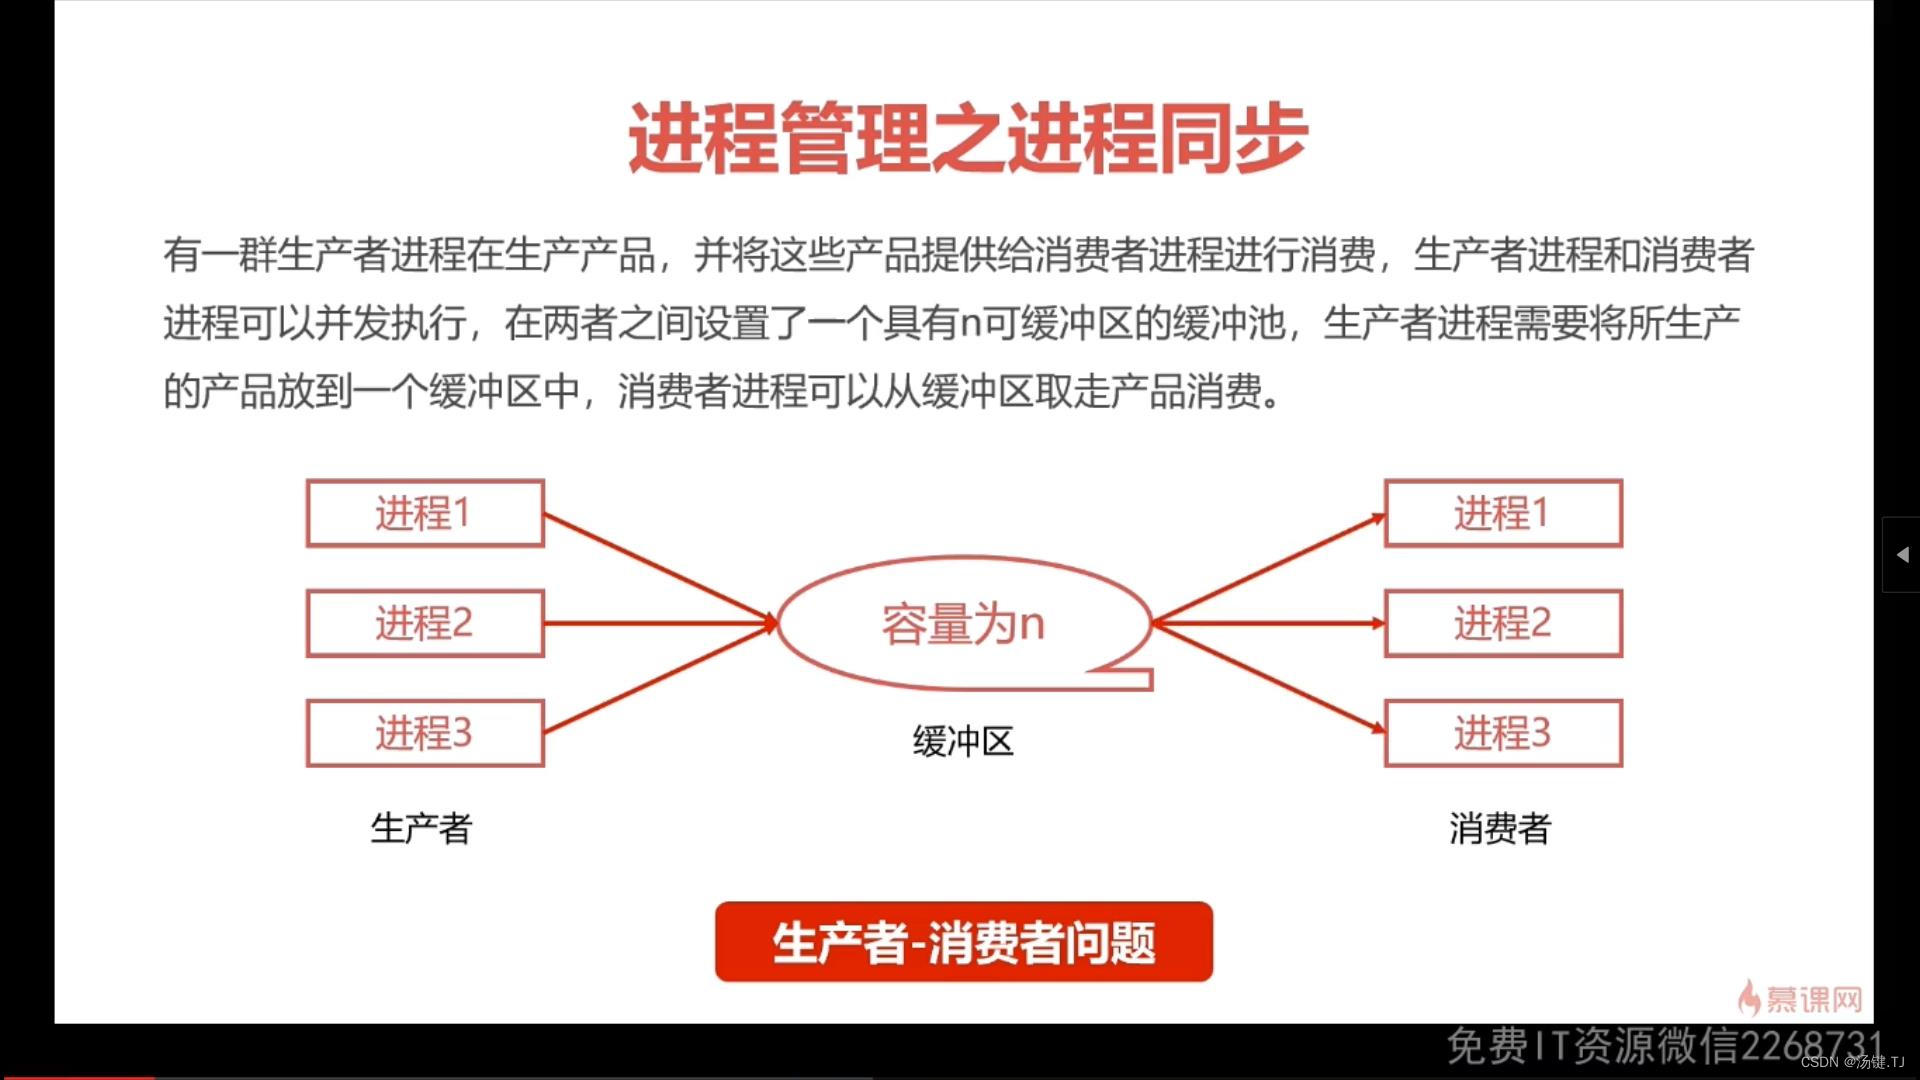 进程管理之进程同步
有一群生产者进程在生产产品，并将这些产品提供给消费者进程进行消费，生产者进程和消费者
进程可以并发执行，在两者之间设置了一个具有n可缓冲区的缓冲池，生产者进程需要将所生产
的产品放到一个缓冲区中，消费者进程可以从缓冲区取走产品消费。
进程1
进程2
进程3
生产者
容量为n
缓冲区
进程1
进程2
进程3
消费者
生产者-消费者问题
慕课网
免费IT资源微信2268731
CSDN @汤键.TJ